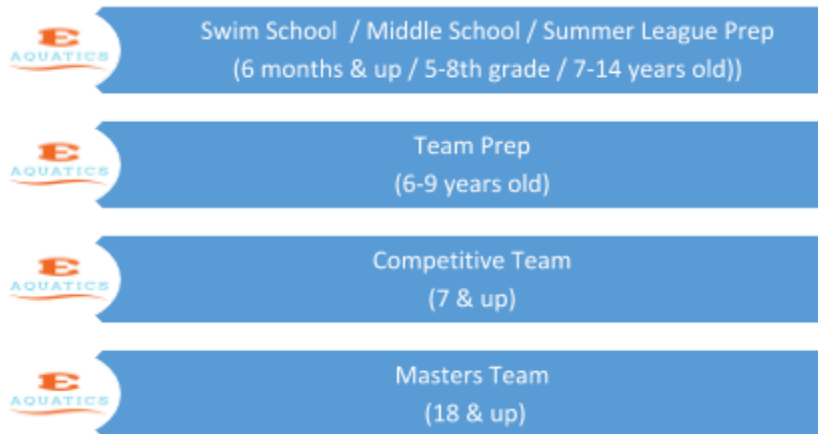 E
AQUATICS
Swim School / Middle School / Summer League Prep
(6 months & up / 5-8th grade / 7-14 years old))
E
AQUATICS
Team Prep
(6-9 years old)
E
AQUATICS
Competitive Team
(7 & up)
E
AQUATICS
Masters Team
(18 & up)